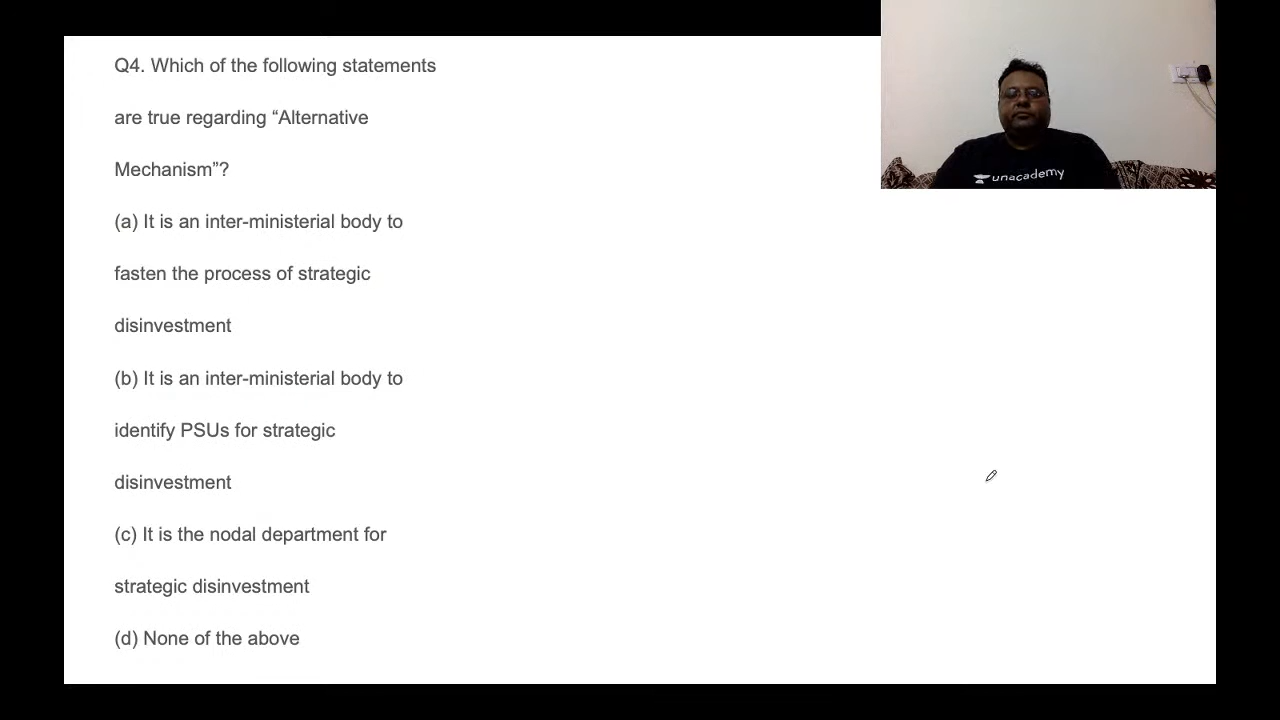 Q4. Which of the following statements
are true regarding “Alternative
Mechanism”?
(a) It is an inter-ministerial body to
fasten the process of strategic
disinvestment
(b) It is an inter-ministerial body to
identify PSUs for strategic
disinvestment
(c) It is the nodal department for
strategic disinvestment
(d) None of the above
unacademy